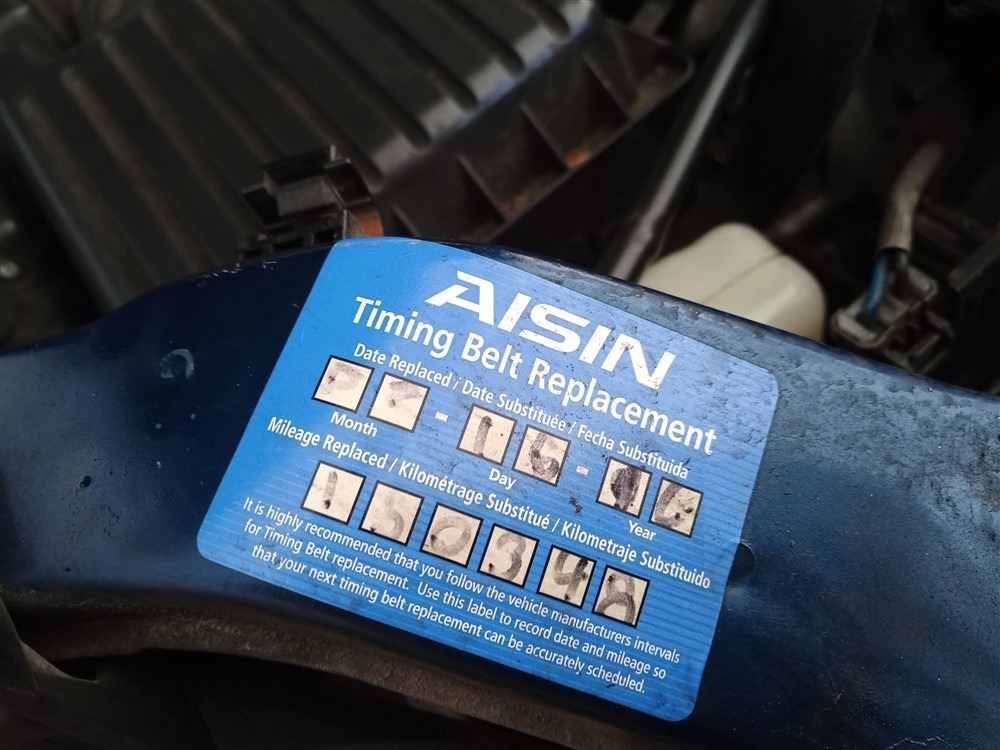 AISIN
Timing Belt Replacement
Date Replaced / Date Substituée / Fecha Substituida
- 16 -
Month Day Year
Mileage Replaced / Kilométrage Substitué / Kilometraje Substituido
It is highly recommended that you follow the vehicle manufacturers intervals
for Timing Belt replacement. Use this label to record date and mileage so
that your next timing belt replacement can be accurately scheduled.